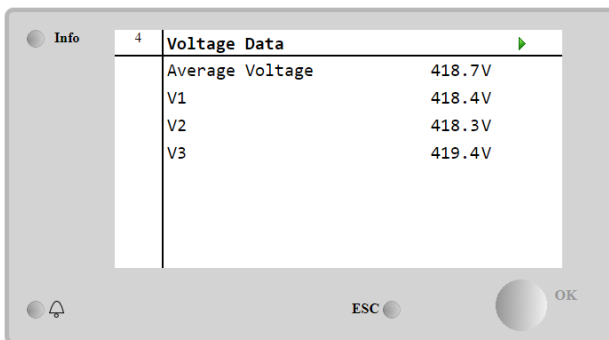 Info
4 Voltage Data
Average Voltage 418.7V
V1 418.4V
V2 418.3V
V3 419.4V
ESC OK